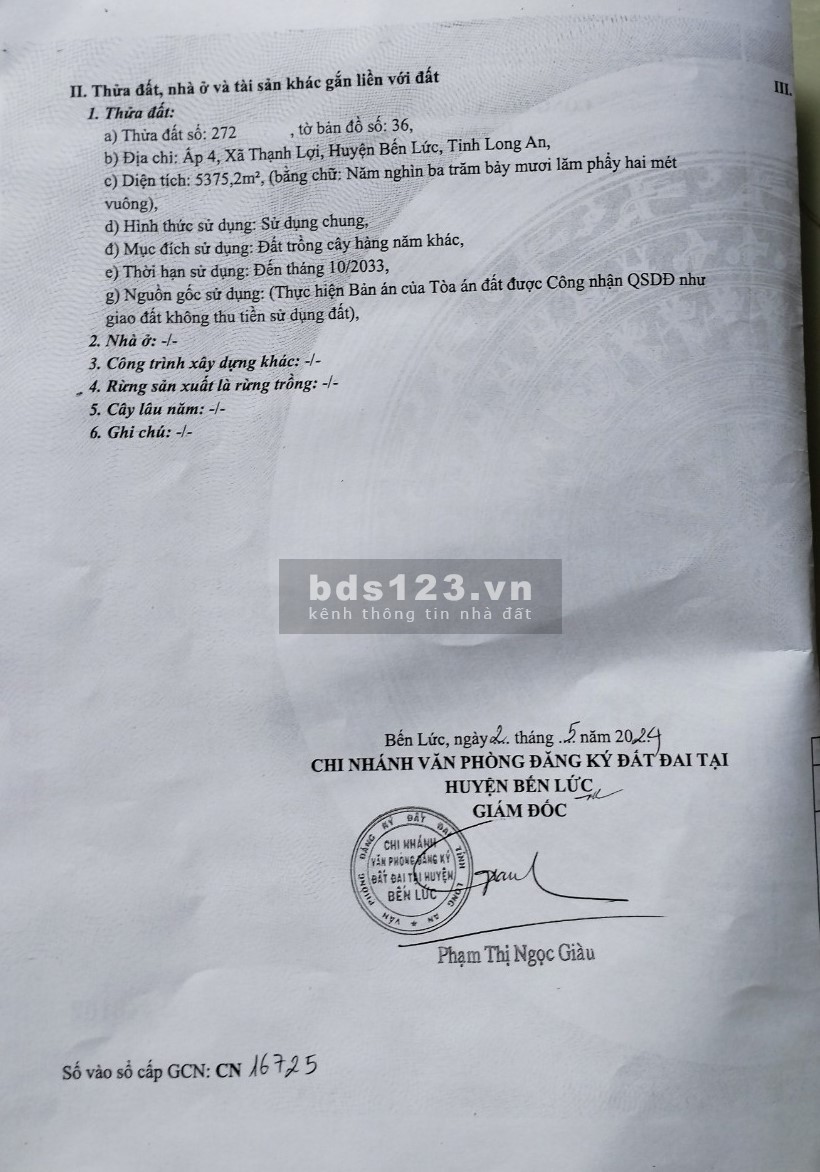 II. Thửa đất, nhà ở và tài sản khác gắn liền với đất
III.
1. Thửa đất:
a) Thửa đất số: 272 , tờ bản đồ số: 36,
b) Địa chỉ: Ấp 4, Xã Thạnh Lợi, Huyện Bến Lức, Tỉnh Long An,
c) Diện tích: 5375,2m², (bằng chữ: Năm nghìn ba trăm bảy mươi lăm phẩy hai mét
vuông),
d) Hình thức sử dụng: Sử dụng chung,
đ) Mục đích sử dụng: Đất trồng cây hàng năm khác,
e) Thời hạn sử dụng: Đến tháng 10/2033,
g) Nguồn gốc sử dụng: (Thực hiện Bản án của Tòa án đất được Công nhận QSDĐ như
giao đất không thu tiền sử dụng đất),
2. Nhà ở: -/-
3. Công trình xây dựng khác: -/-
4. Rừng sản xuất là rừng trồng: -/-
5. Cây lâu năm: -/-
6. Ghi chú: -/-
bds123.vn
kênh thông tin nhà đất
Bến Lức, ngày 2. tháng .5. năm 2024
CHI NHÁNH VĂN PHÒNG ĐĂNG KÝ ĐẤT ĐAI TẠI
HUYỆN BẾN LỨC
GIÁM ĐỐC
VĂN PHÒNG ĐĂNG KÝ ĐẤT ĐAI TỈNH LONG AN
CHI NHÁNH
VĂN PHÒNG ĐĂNG KÝ
ĐẤT ĐAI TẠI HUYỆN
BẾN LỨC
Phạm Thị Ngọc Giàu
Số vào sổ cấp GCN: CN 16725